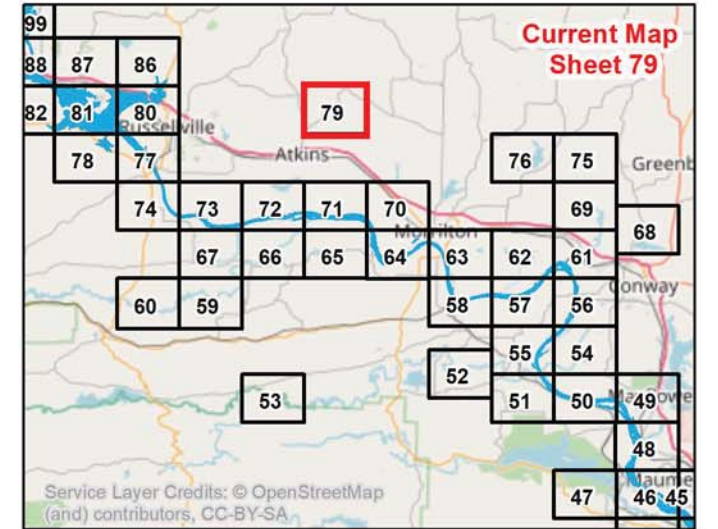 99
Current Map
Sheet 79
88 87 86
82 81 80
79
Russellville
Atkins
78 77
76 75
Greenb
74 73 72 71 70
69
68
Morrilton
67 66 65 64 63 62 61
Conway
60 59
58 57 56
55 54
52
53
51 50 49
48
Maume
47 46 45
Service Layer Credits: © OpenStreetMap
(and) contributors, CC-BY-SA